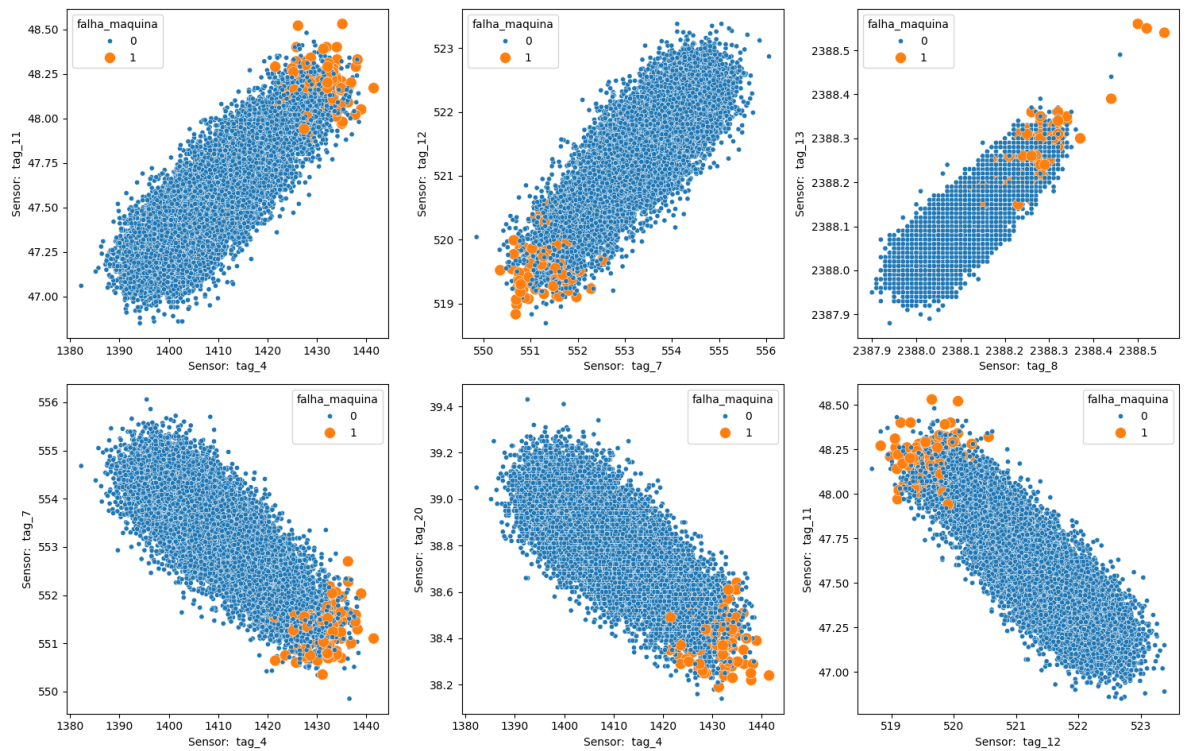 falha_maquina
0
1
48.50
48.25
48.00
47.75
47.50
47.25
47.00
Sensor: tag_11
1380 1390 1400 1410 1420 1430 1440
Sensor: tag_4
falha_maquina
0
1
523
522
521
520
519
Sensor: tag_12
550 551 552 553 554 555 556
Sensor: tag_7
falha_maquina
0
1
2388.5
2388.4
2388.3
2388.2
2388.1
2388.0
2387.9
Sensor: tag_13
2387.9 2388.0 2388.1 2388.2 2388.3 2388.4 2388.5
Sensor: tag_8
falha_maquina
0
1
556
555
554
553
552
551
550
Sensor: tag_7
1380 1390 1400 1410 1420 1430 1440
Sensor: tag_4
falha_maquina
0
1
39.4
39.2
39.0
38.8
38.6
38.4
38.2
Sensor: tag_20
1380 1390 1400 1410 1420 1430 1440
Sensor: tag_4
falha_maquina
0
1
48.50
48.25
48.00
47.75
47.50
47.25
47.00
Sensor: tag_11
519 520 521 522 523
Sensor: tag_12